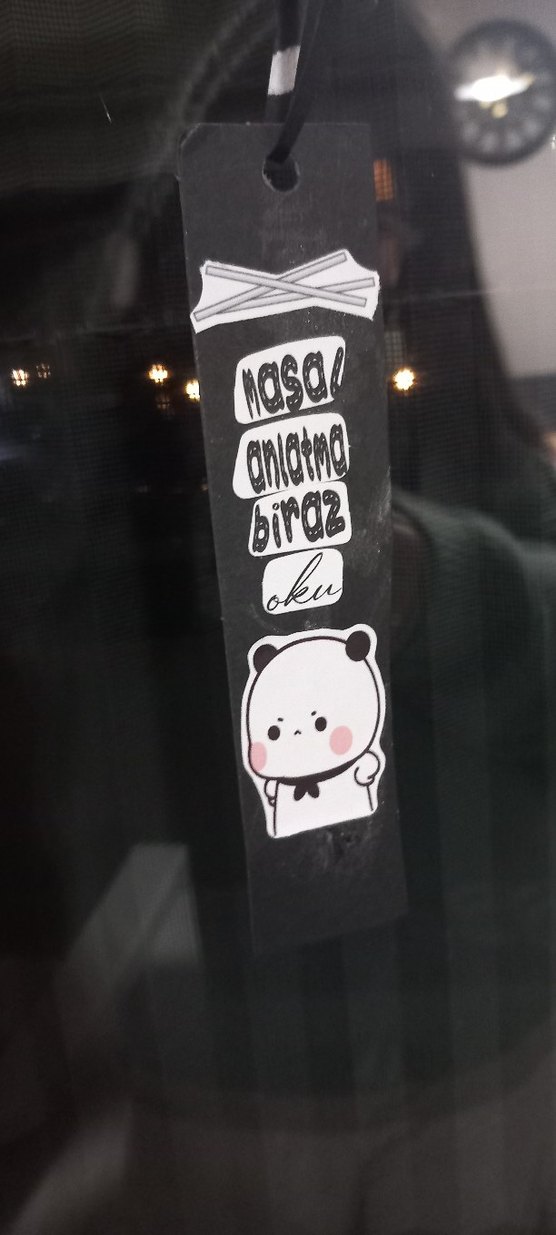 masal
anlatma
biraz
oku